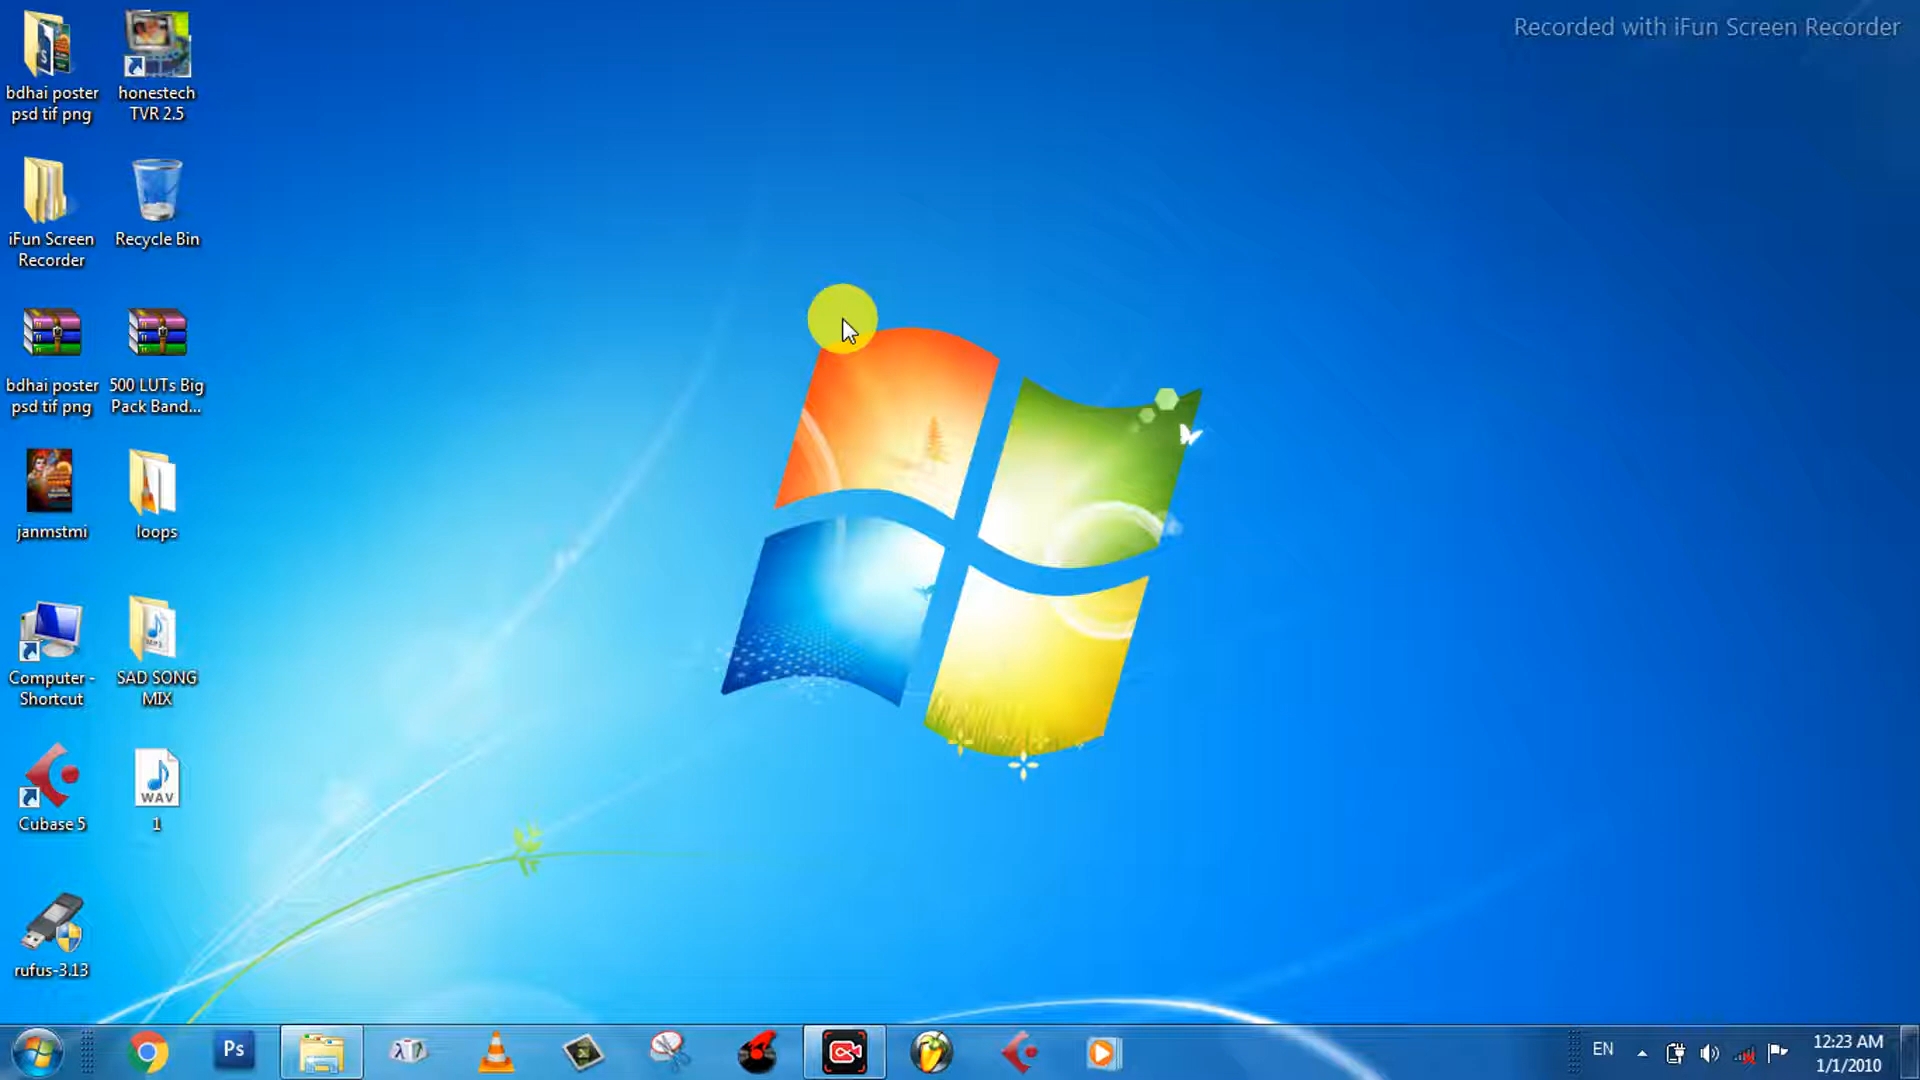 Recorded with iFun Screen Recorder
bdhai poster
psd tif png
honestech
TVR 2.5
iFun Screen
Recorder
Recycle Bin
bdhai poster
psd tif png
500 LUTs Big
Pack Band...
janmstmi
loops
Computer -
Shortcut
SAD SONG
MIX
MP3
Cubase 5
WAV
1
rufus-3.13
Ps
EN
12:23 AM
1/1/2010